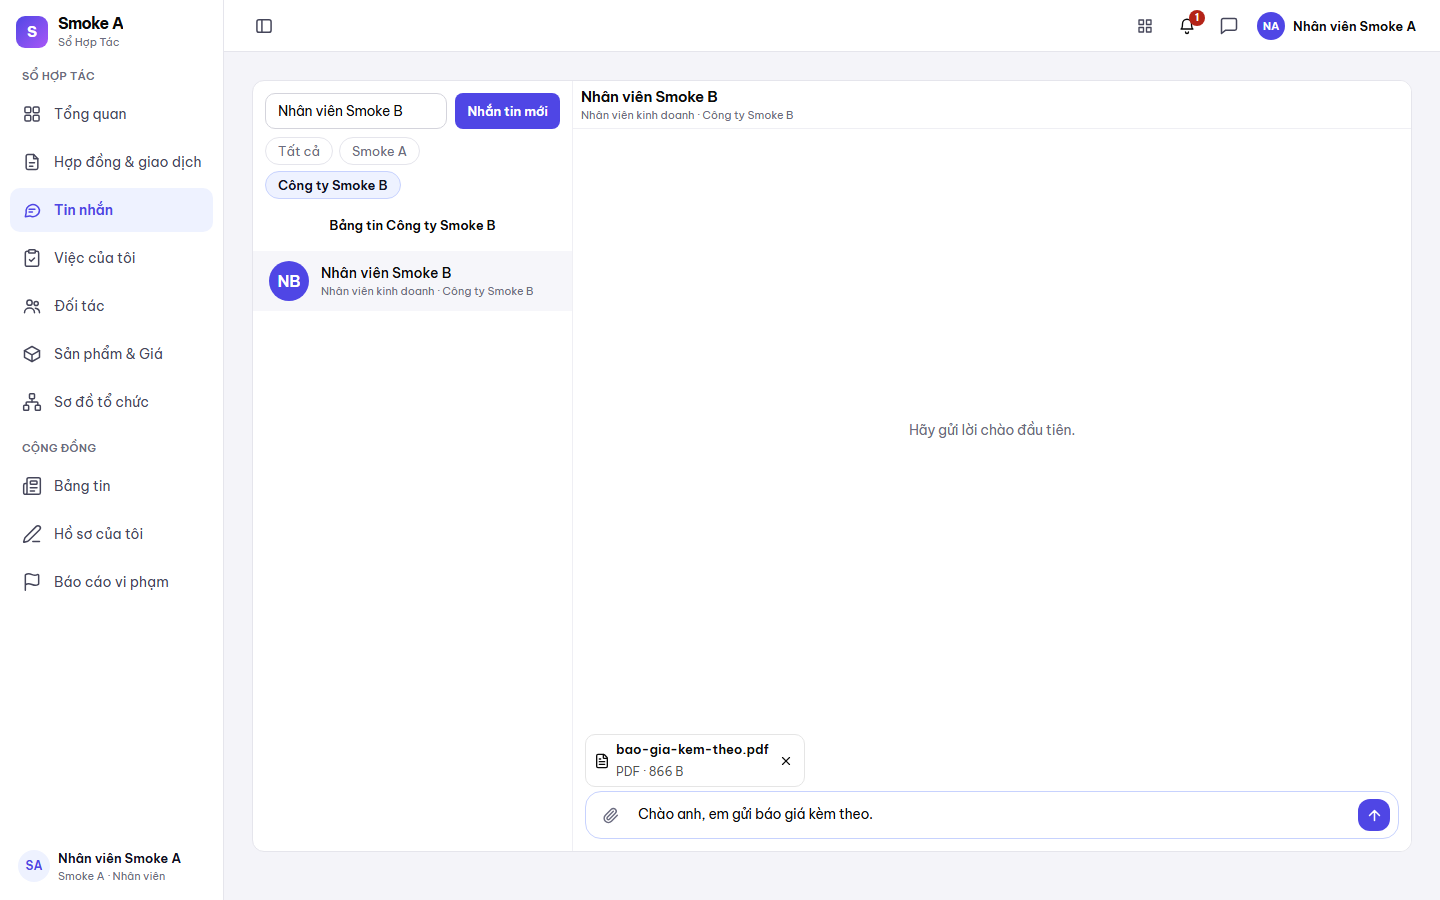 S
Smoke A
Sổ Hợp Tác
SỔ HỢP TÁC
Tổng quan
Hợp đồng & giao dịch
Tin nhắn
Việc của tôi
Đối tác
Sản phẩm & Giá
Sơ đồ tổ chức
CỘNG ĐỒNG
Bảng tin
Hồ sơ của tôi
Báo cáo vi phạm
SA
Nhân viên Smoke A
Smoke A · Nhân viên
1
NA
Nhân viên Smoke A
Nhân viên Smoke B
Nhắn tin mới
Tất cả
Smoke A
Công ty Smoke B
Bảng tin Công ty Smoke B
NB
Nhân viên Smoke B
Nhân viên kinh doanh · Công ty Smoke B
Nhân viên Smoke B
Nhân viên kinh doanh · Công ty Smoke B
Hãy gửi lời chào đầu tiên.
bao-gia-kem-theo.pdf
PDF · 866 B
Chào anh, em gửi báo giá kèm theo.